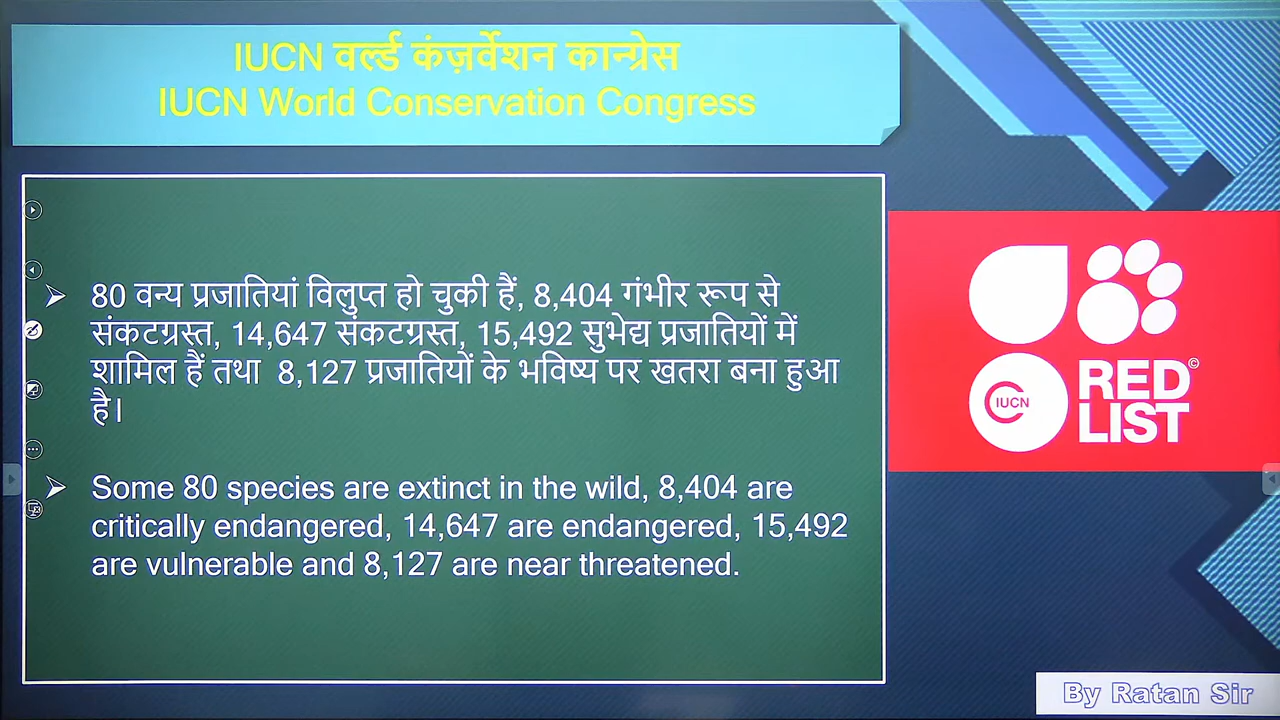 IUCN वर्ल्ड कंज़र्वेशन कान्ग्रेस
IUCN World Conservation Congress
80 वन्य प्रजातियां विलुप्त हो चुकी हैं, 8,404 गंभीर रूप से
संकटग्रस्त, 14,647 संकटग्रस्त, 15,492 सुभेद्य प्रजातियों में
शामिल हैं तथा 8,127 प्रजातियों के भविष्य पर खतरा बना हुआ
है।
Some 80 species are extinct in the wild, 8,404 are
critically endangered, 14,647 are endangered, 15,492
are vulnerable and 8,127 are near threatened.
IUCN
RED©
LIST
By Ratan Sir